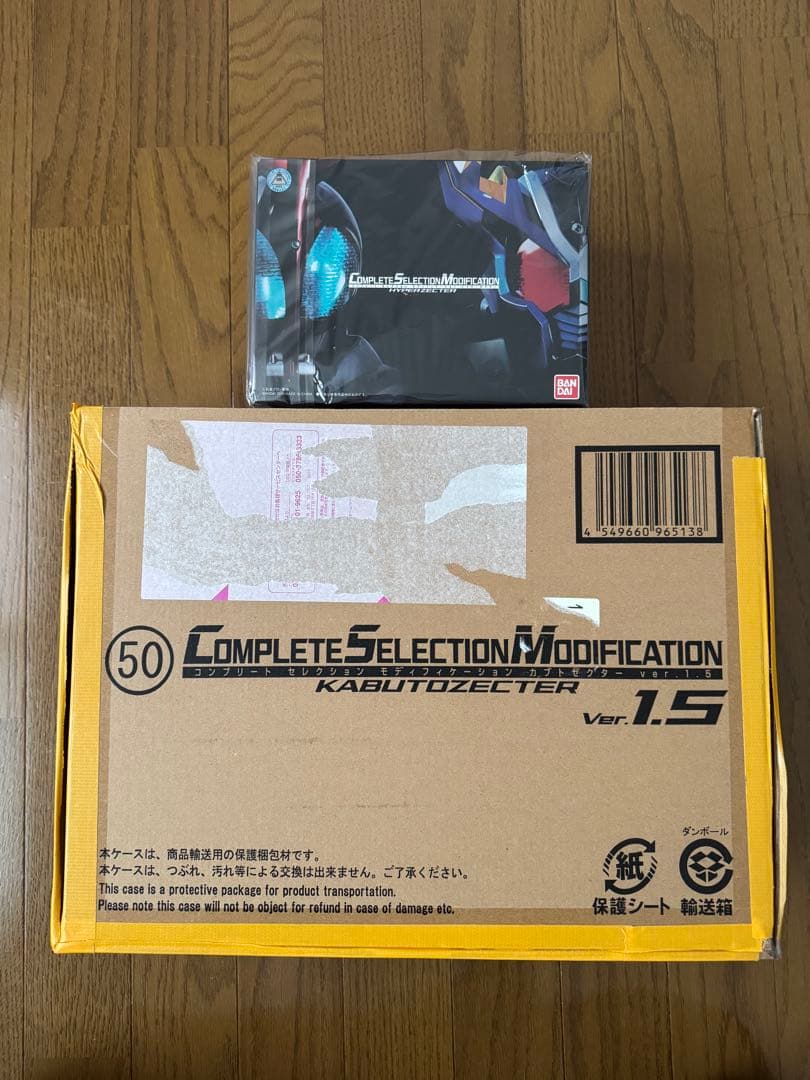 COMPLETE SELECTION MODIFICATION
HYPERZECTER
BAN
DAI
4 549660 965138
50
COMPLETE SELECTION MODIFICATION
コンプリート セレクション モディフィケーション カブトゼクター ver.1.5
KABUTOZECTER
Ver.1.5
本ケースは、商品輸送用の保護梱包材です。
本ケースは、つぶれ、汚れ等による交換は出来ません。ご了承ください。
This case is a protective package for product transportation.
Please note this case will not be object for refund in case of damage etc.
紙
保護シート
ダンボール
輸送箱